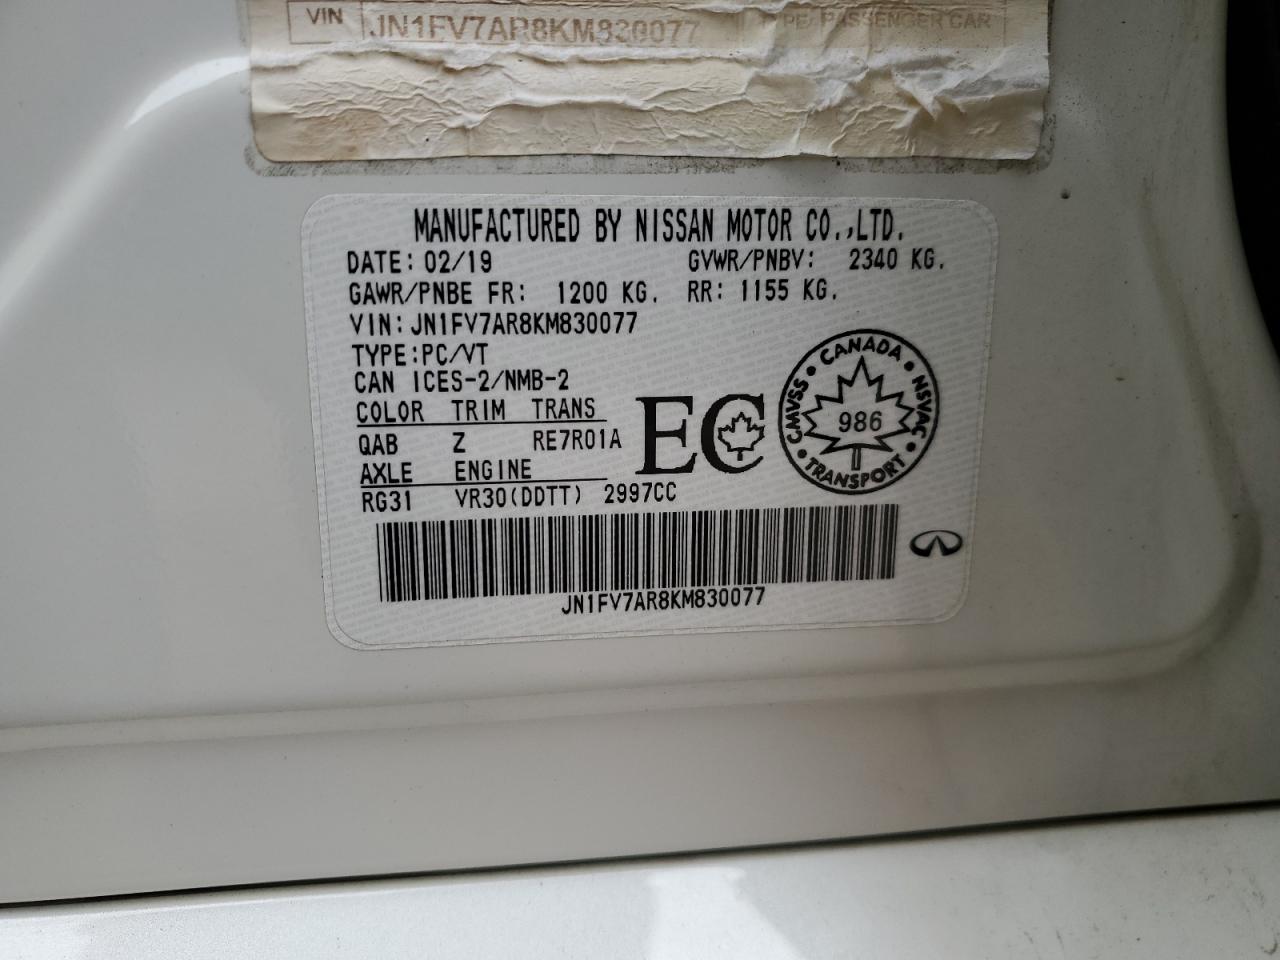 VIN JN1FV7AR8KM830077 TYPE/ PASSENGER CAR
MANUFACTURED BY NISSAN MOTOR CO.,LTD.
DATE: 02/19 GVWR/PNBV: 2340 KG.
GAWR/PNBE FR: 1200 KG. RR: 1155 KG.
VIN: JN1FV7AR8KM830077
TYPE:PC/VT
CAN ICES-2/NMB-2
COLOR TRIM TRANS
QAB Z RE7R01A
AXLE ENGINE
RG31 VR30(DDTT) 2997CC
EC
CANADA
CMVSS NSVAC
986
TRANSPORT
JN1FV7AR8KM830077